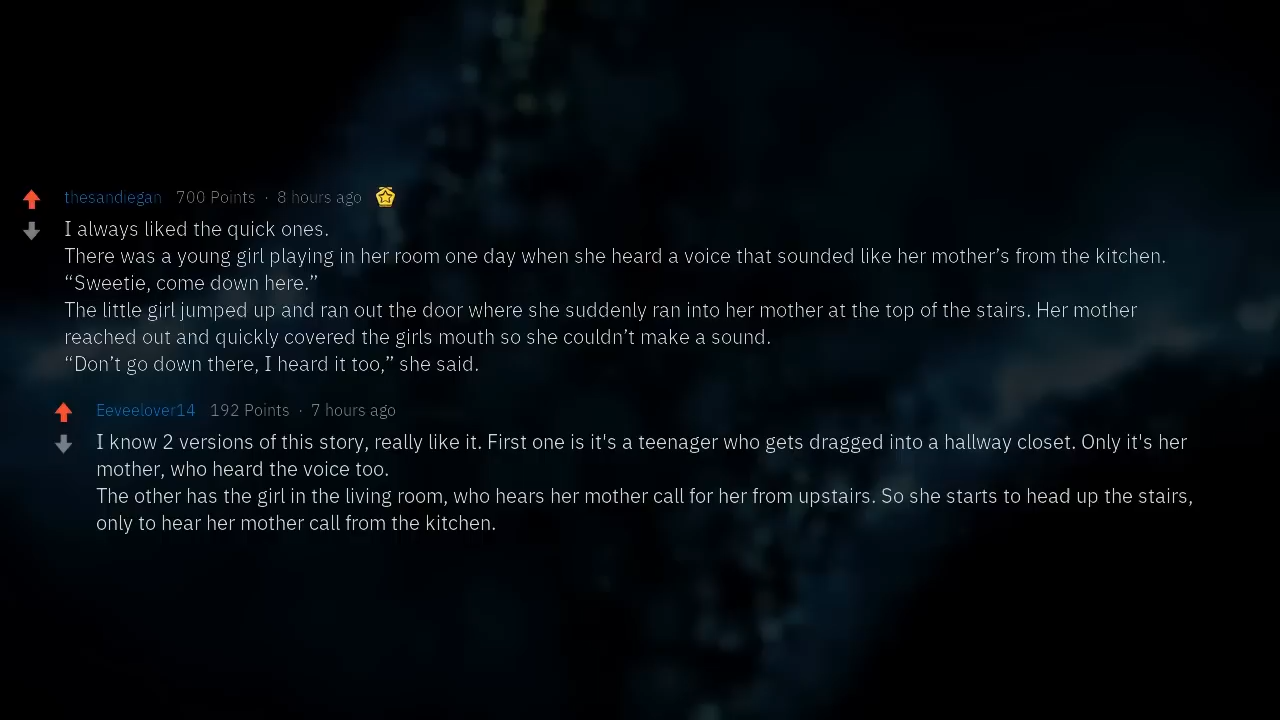 thesandiegan 700 Points · 8 hours ago
I always liked the quick ones.
There was a young girl playing in her room one day when she heard a voice that sounded like her mother’s from the kitchen.
“Sweetie, come down here.”
The little girl jumped up and ran out the door where she suddenly ran into her mother at the top of the stairs. Her mother
reached out and quickly covered the girls mouth so she couldn’t make a sound.
“Don’t go down there, I heard it too,” she said.
Eeveelover14 192 Points · 7 hours ago
I know 2 versions of this story, really like it. First one is it's a teenager who gets dragged into a hallway closet. Only it's her
mother, who heard the voice too.
The other has the girl in the living room, who hears her mother call for her from upstairs. So she starts to head up the stairs,
only to hear her mother call from the kitchen.